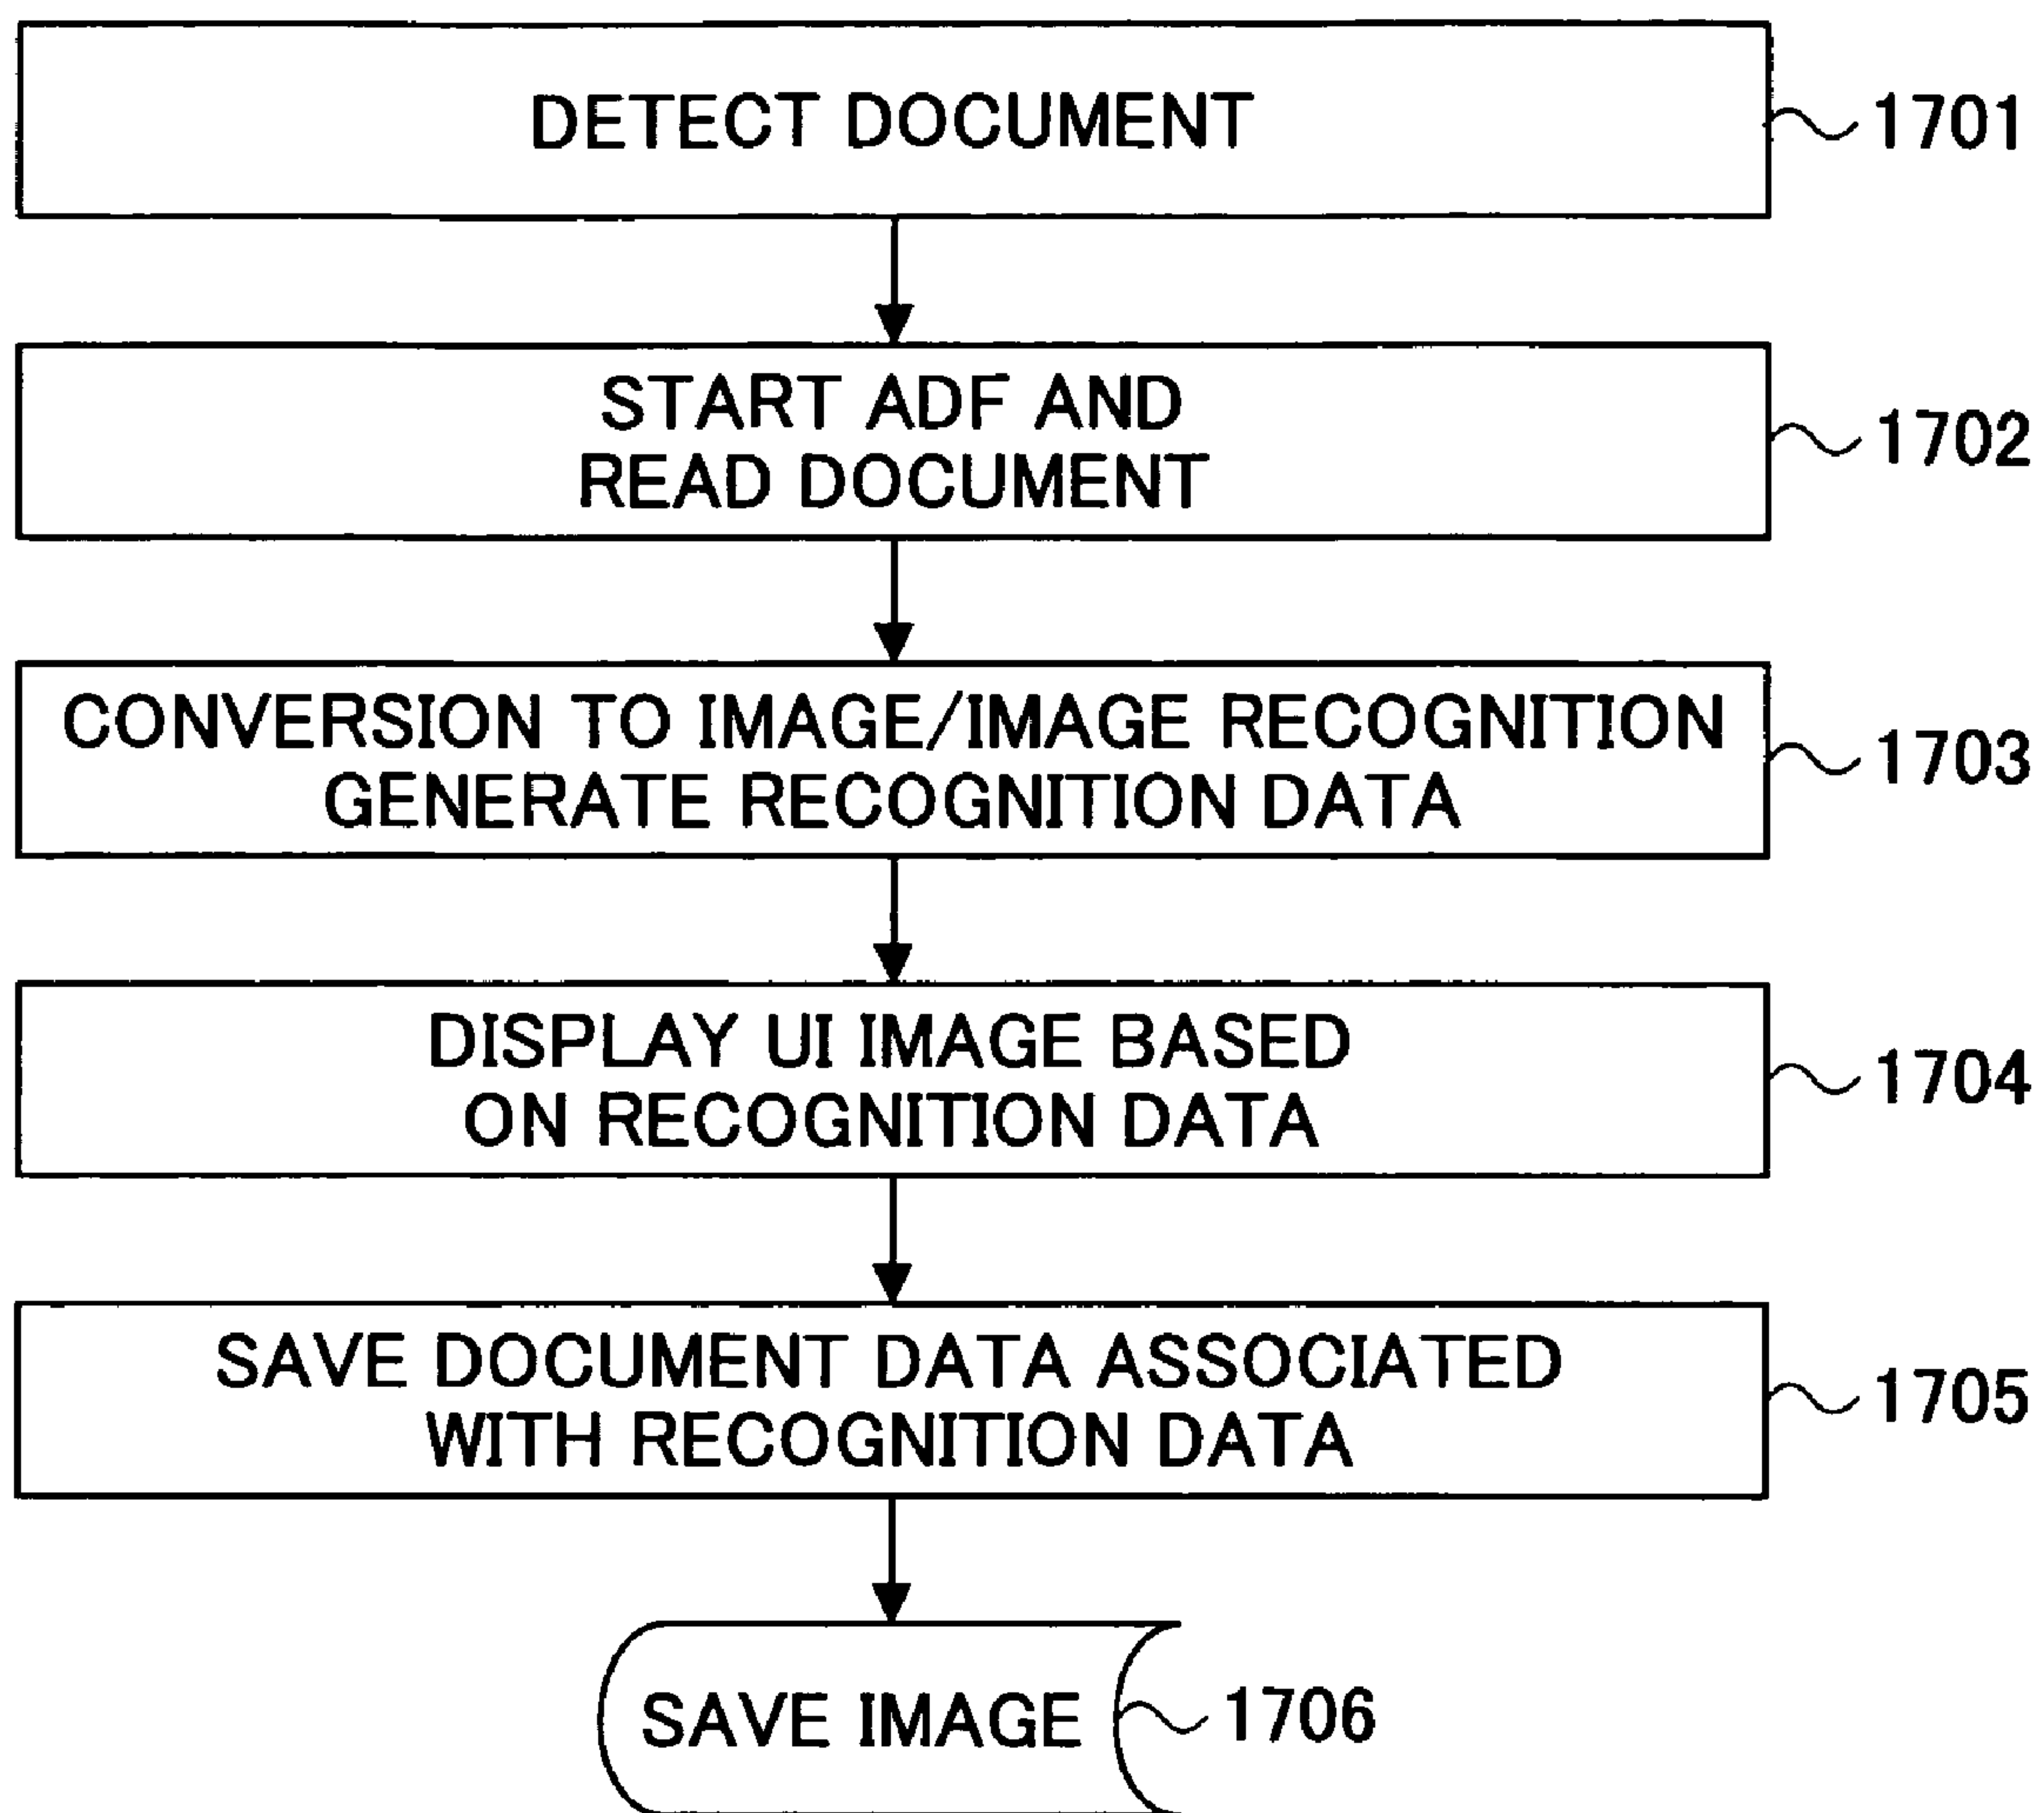 DETECT DOCUMENT
1701
START ADF AND
READ DOCUMENT
1702
CONVERSION TO IMAGE/IMAGE RECOGNITION
GENERATE RECOGNITION DATA
1703
DISPLAY UI IMAGE BASED
ON RECOGNITION DATA
1704
SAVE DOCUMENT DATA ASSOCIATED
WITH RECOGNITION DATA
1705
SAVE IMAGE
1706